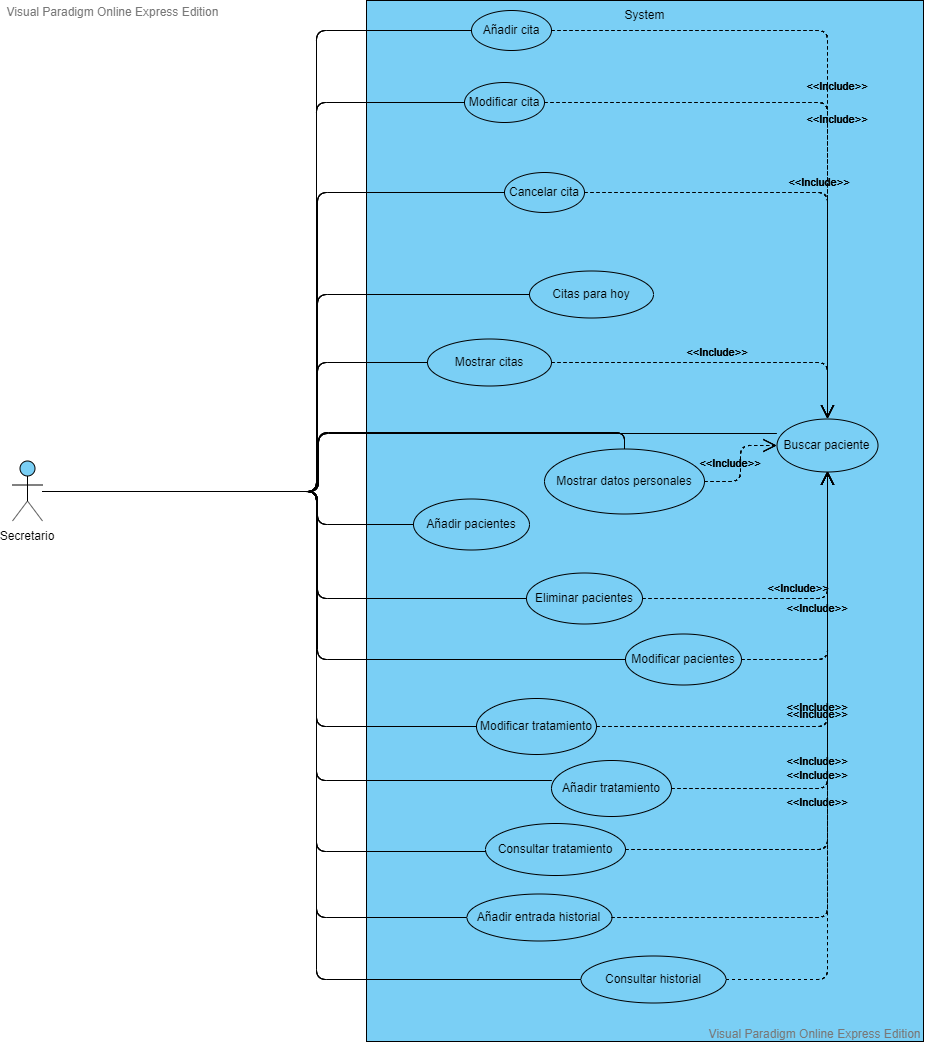 Visual Paradigm Online Express Edition
System
Añadir cita
<<Include>>
Modificar cita
<<Include>>
<<Include>>
Cancelar cita
Citas para hoy
<<Include>>
Mostrar citas
Buscar paciente
<<Include>>
Mostrar datos personales
Añadir pacientes
Secretario
<<Include>>
Eliminar pacientes
<<Include>>
Modificar pacientes
<<Include>>
<<Include>>
Modificar tratamiento
<<Include>>
<<Include>>
Añadir tratamiento
<<Include>>
Consultar tratamiento
Añadir entrada historial
Consultar historial
Visual Paradigm Online Express Edition